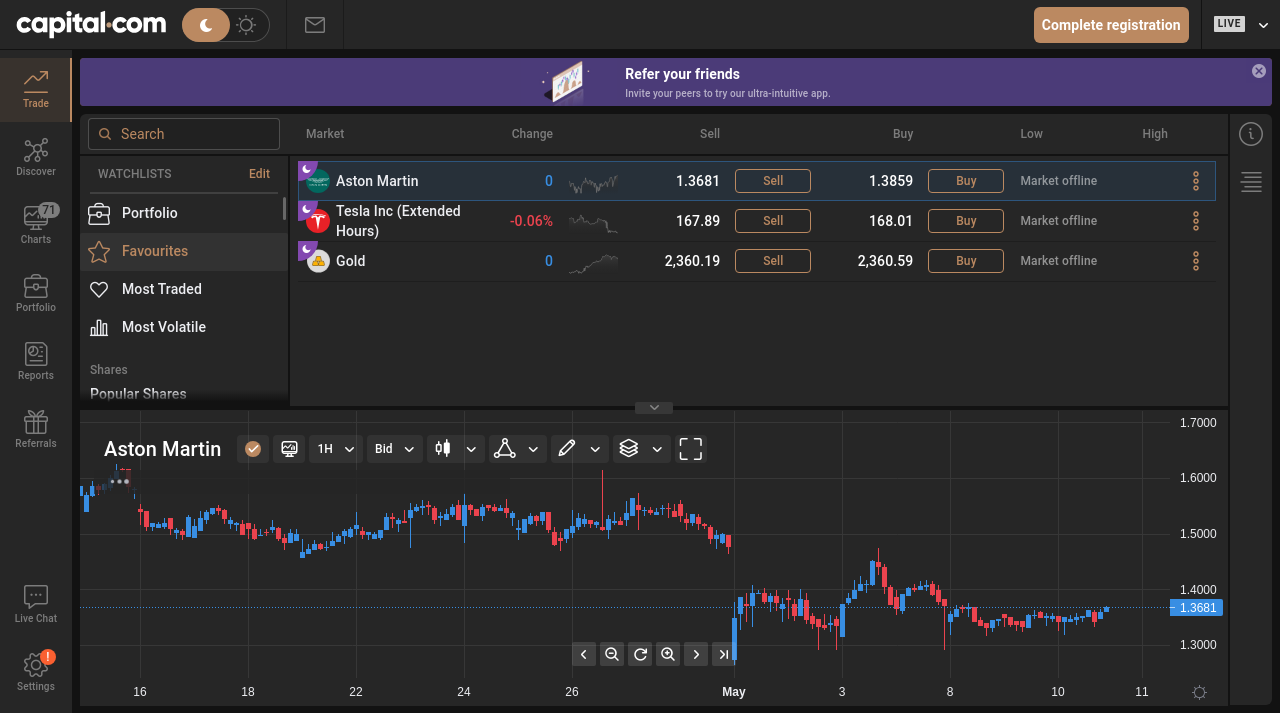 capital.com
Complete registration
LIVE
Refer your friends
Invite your peers to try our ultra-intuitive app.
Trade
Discover
71
Charts
Portfolio
Reports
Referrals
Live Chat
!
Settings
Search
WATCHLISTS
Edit
Portfolio
Favourites
Most Traded
Most Volatile
Shares
Popular Shares
Market Change Sell Buy Low High
Aston Martin 0 1.3681 Sell 1.3859 Buy Market offline
Tesla Inc (Extended
Hours) -0.06% 167.89 Sell 168.01 Buy Market offline
Gold 0 2,360.19 Sell 2,360.59 Buy Market offline
Aston Martin 1H Bid
1.7000
1.6000
1.5000
1.4000
1.3681
1.3000
16 18 22 24 26 May 3 8 10 11